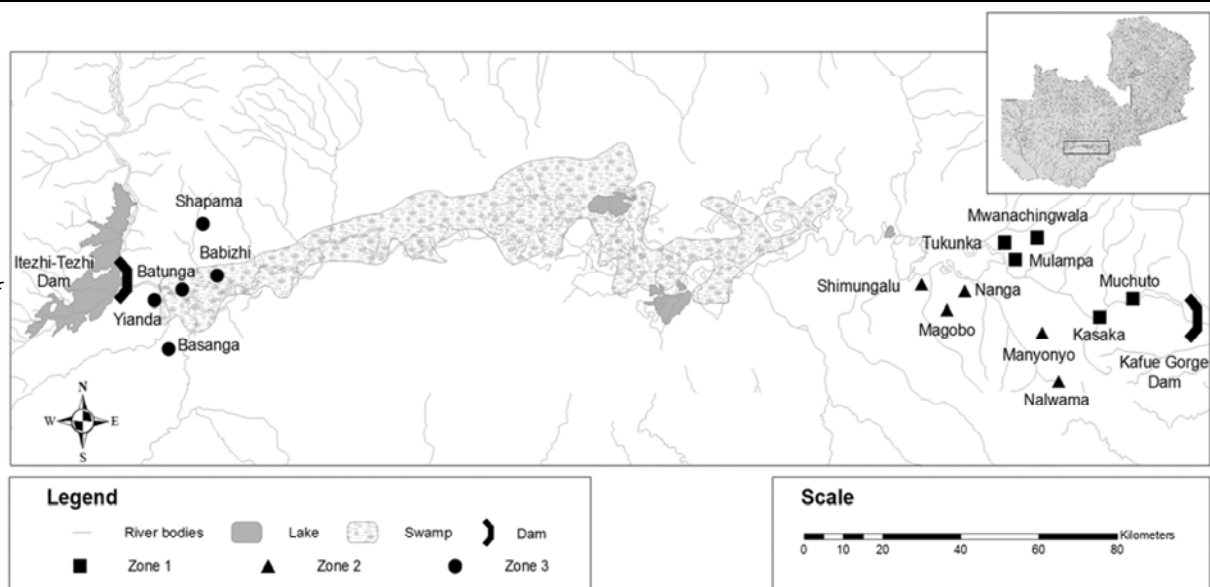 Shapama
Mwanachingwala
Babizhi
Tukunka
Itezhi-Tezhi
Dam
Batunga
Mulampa
Muchuto
Shimungalu
Nanga
Yianda
Magobo
Kasaka
Basanga
Manyonyo
Kafue Gorge
Dam
Nalwama
N
W E
S
Legend
River bodies Lake Swamp Dam
Zone 1 Zone 2 Zone 3
Scale
Kilometers
0 10 20 40 60 80